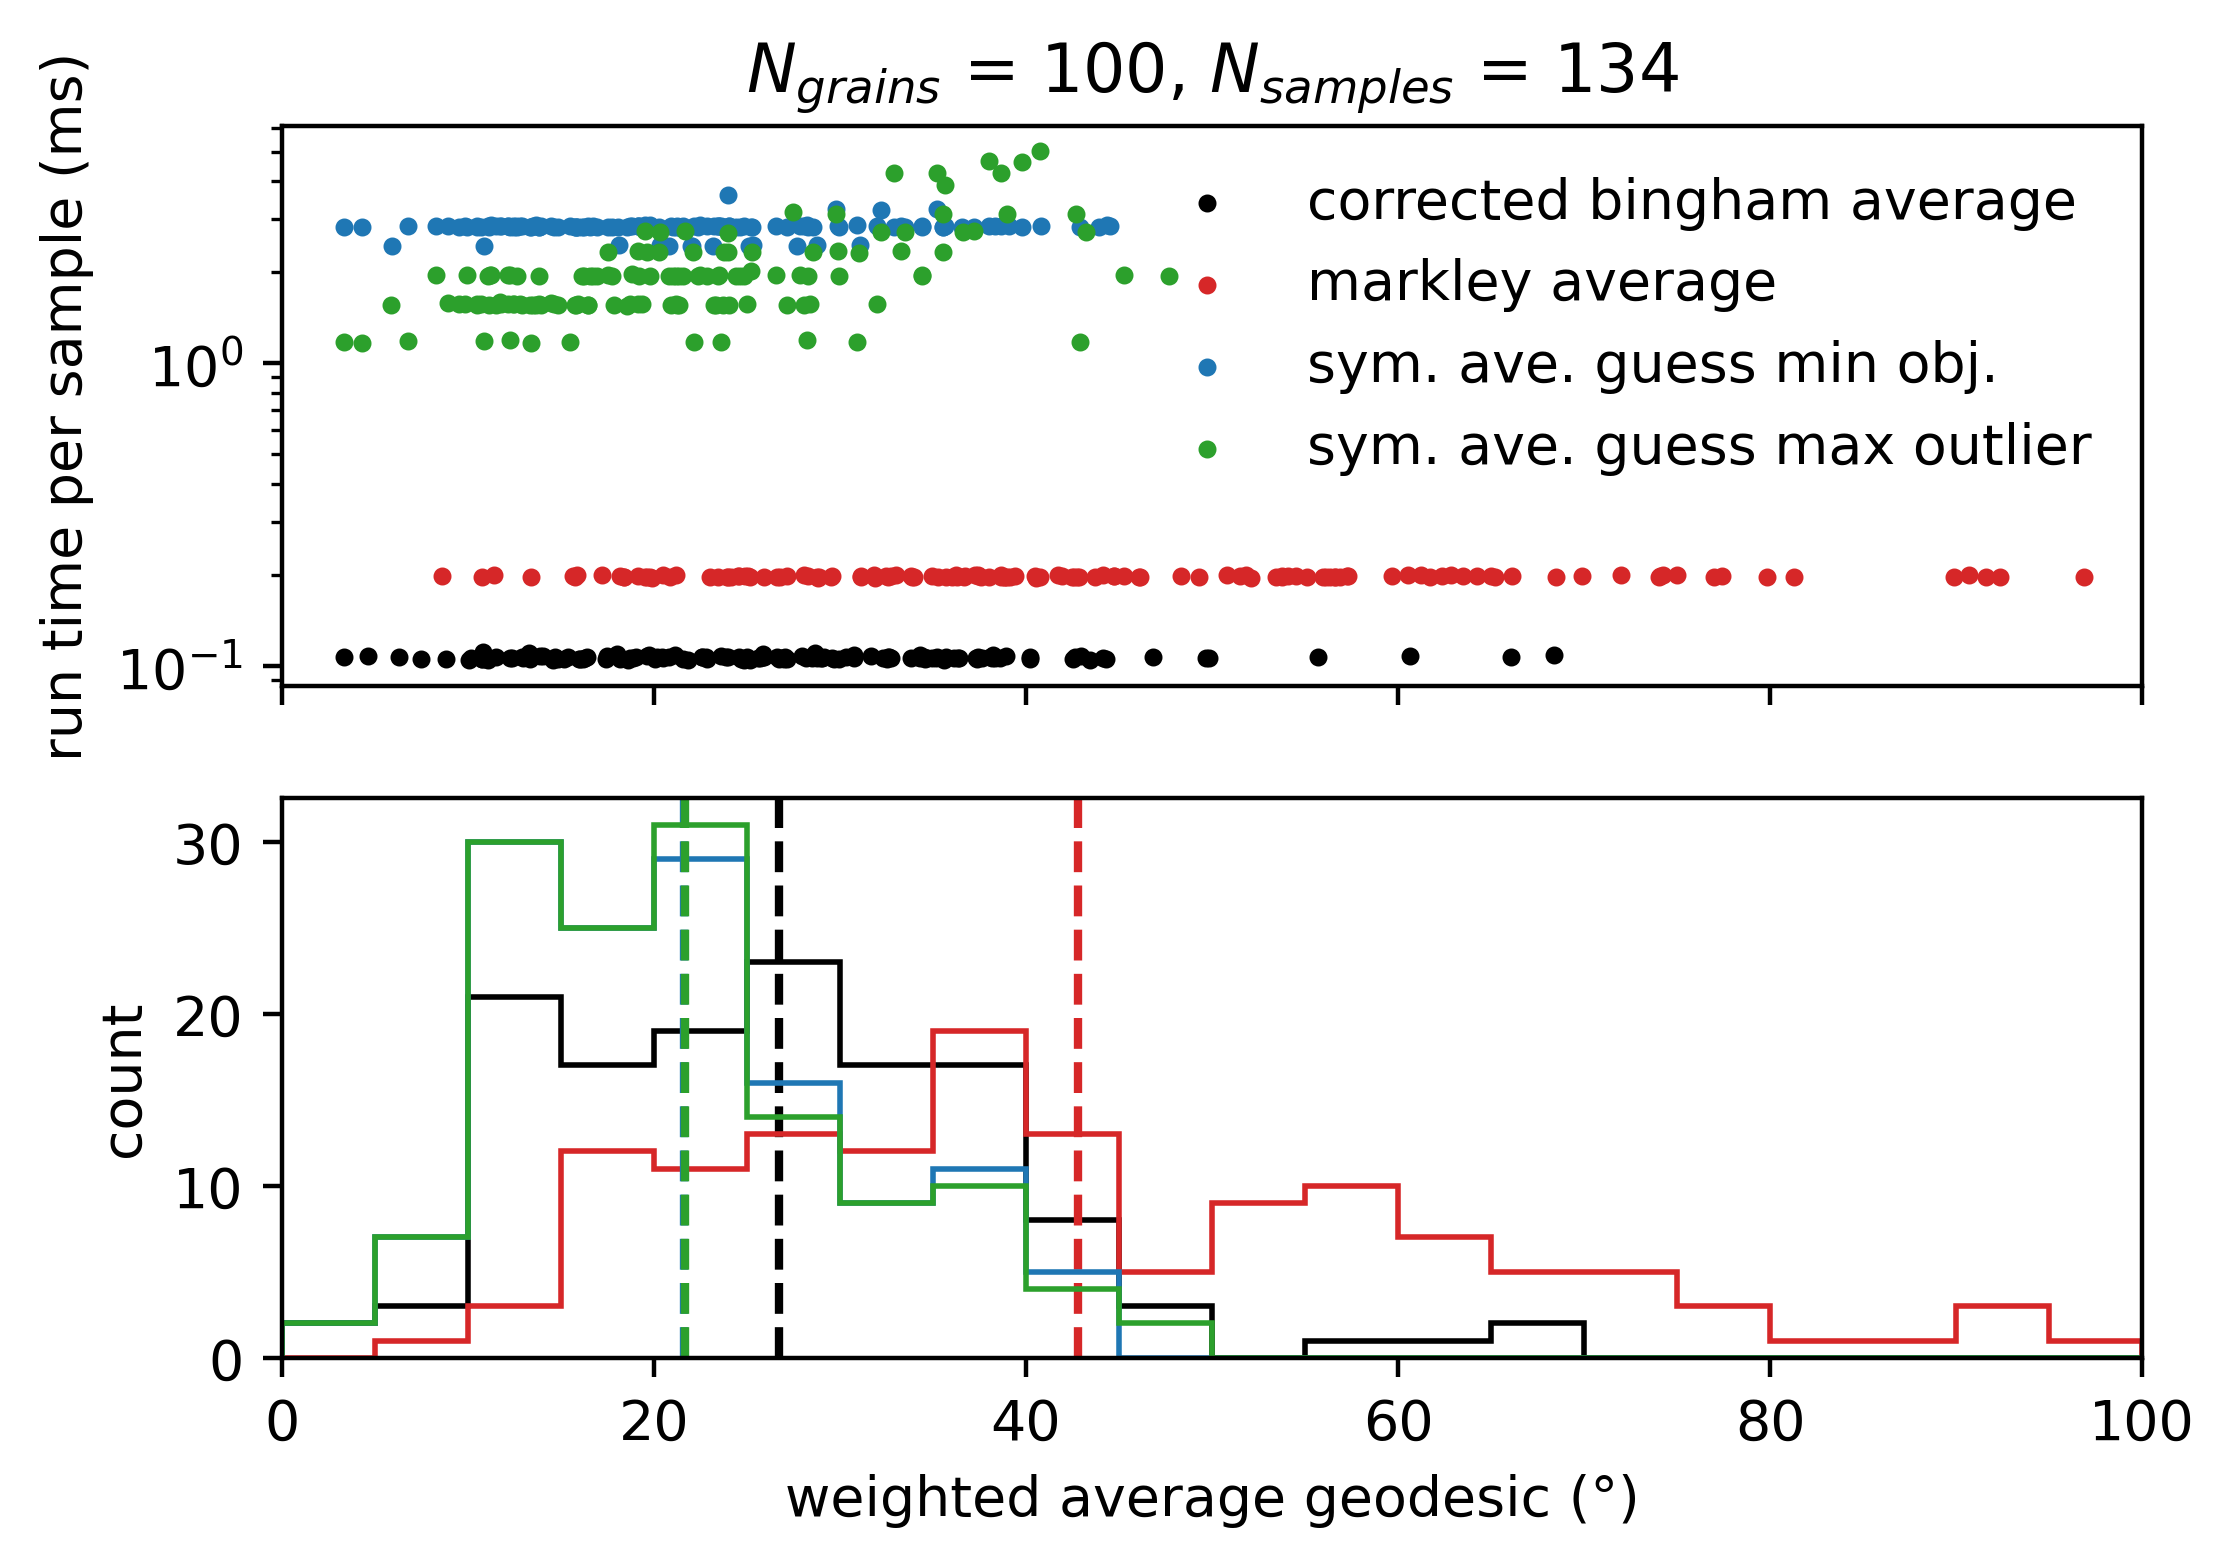 N_grains = 100, N_samples = 134
run time per sample (ms)
10^0
10^−1
corrected bingham average
markley average
sym. ave. guess min obj.
sym. ave. guess max outlier
count
30
20
10
0
0 20 40 60 80 100
weighted average geodesic (°)